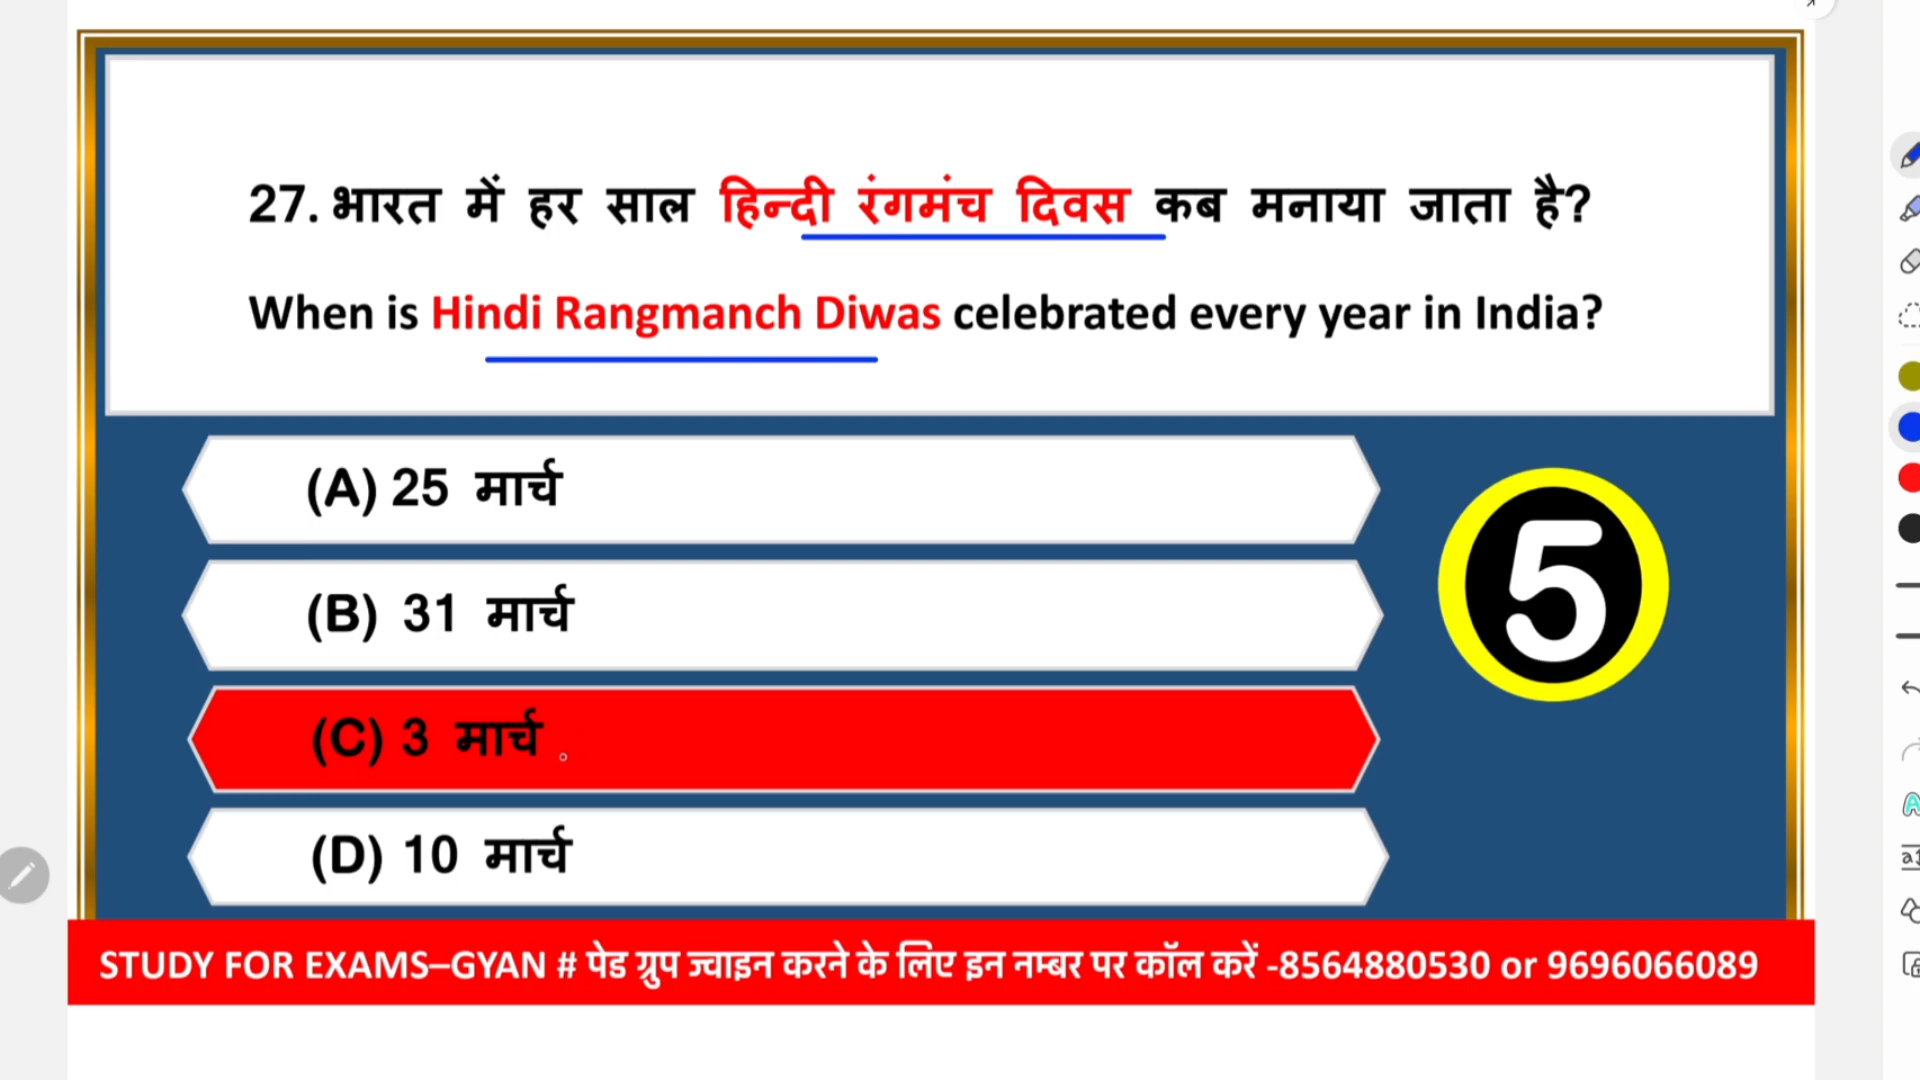 27. भारत में हर साल हिन्दी रंगमंच दिवस कब मनाया जाता है?
When is Hindi Rangmanch Diwas celebrated every year in India?
(A) 25 मार्च
(B) 31 मार्च
5
(C) 3 मार्च
(D) 10 मार्च
STUDY FOR EXAMS–GYAN # पेड ग्रुप ज्वाइन करने के लिए इन नम्बर पर कॉल करें -8564880530 or 9696066089